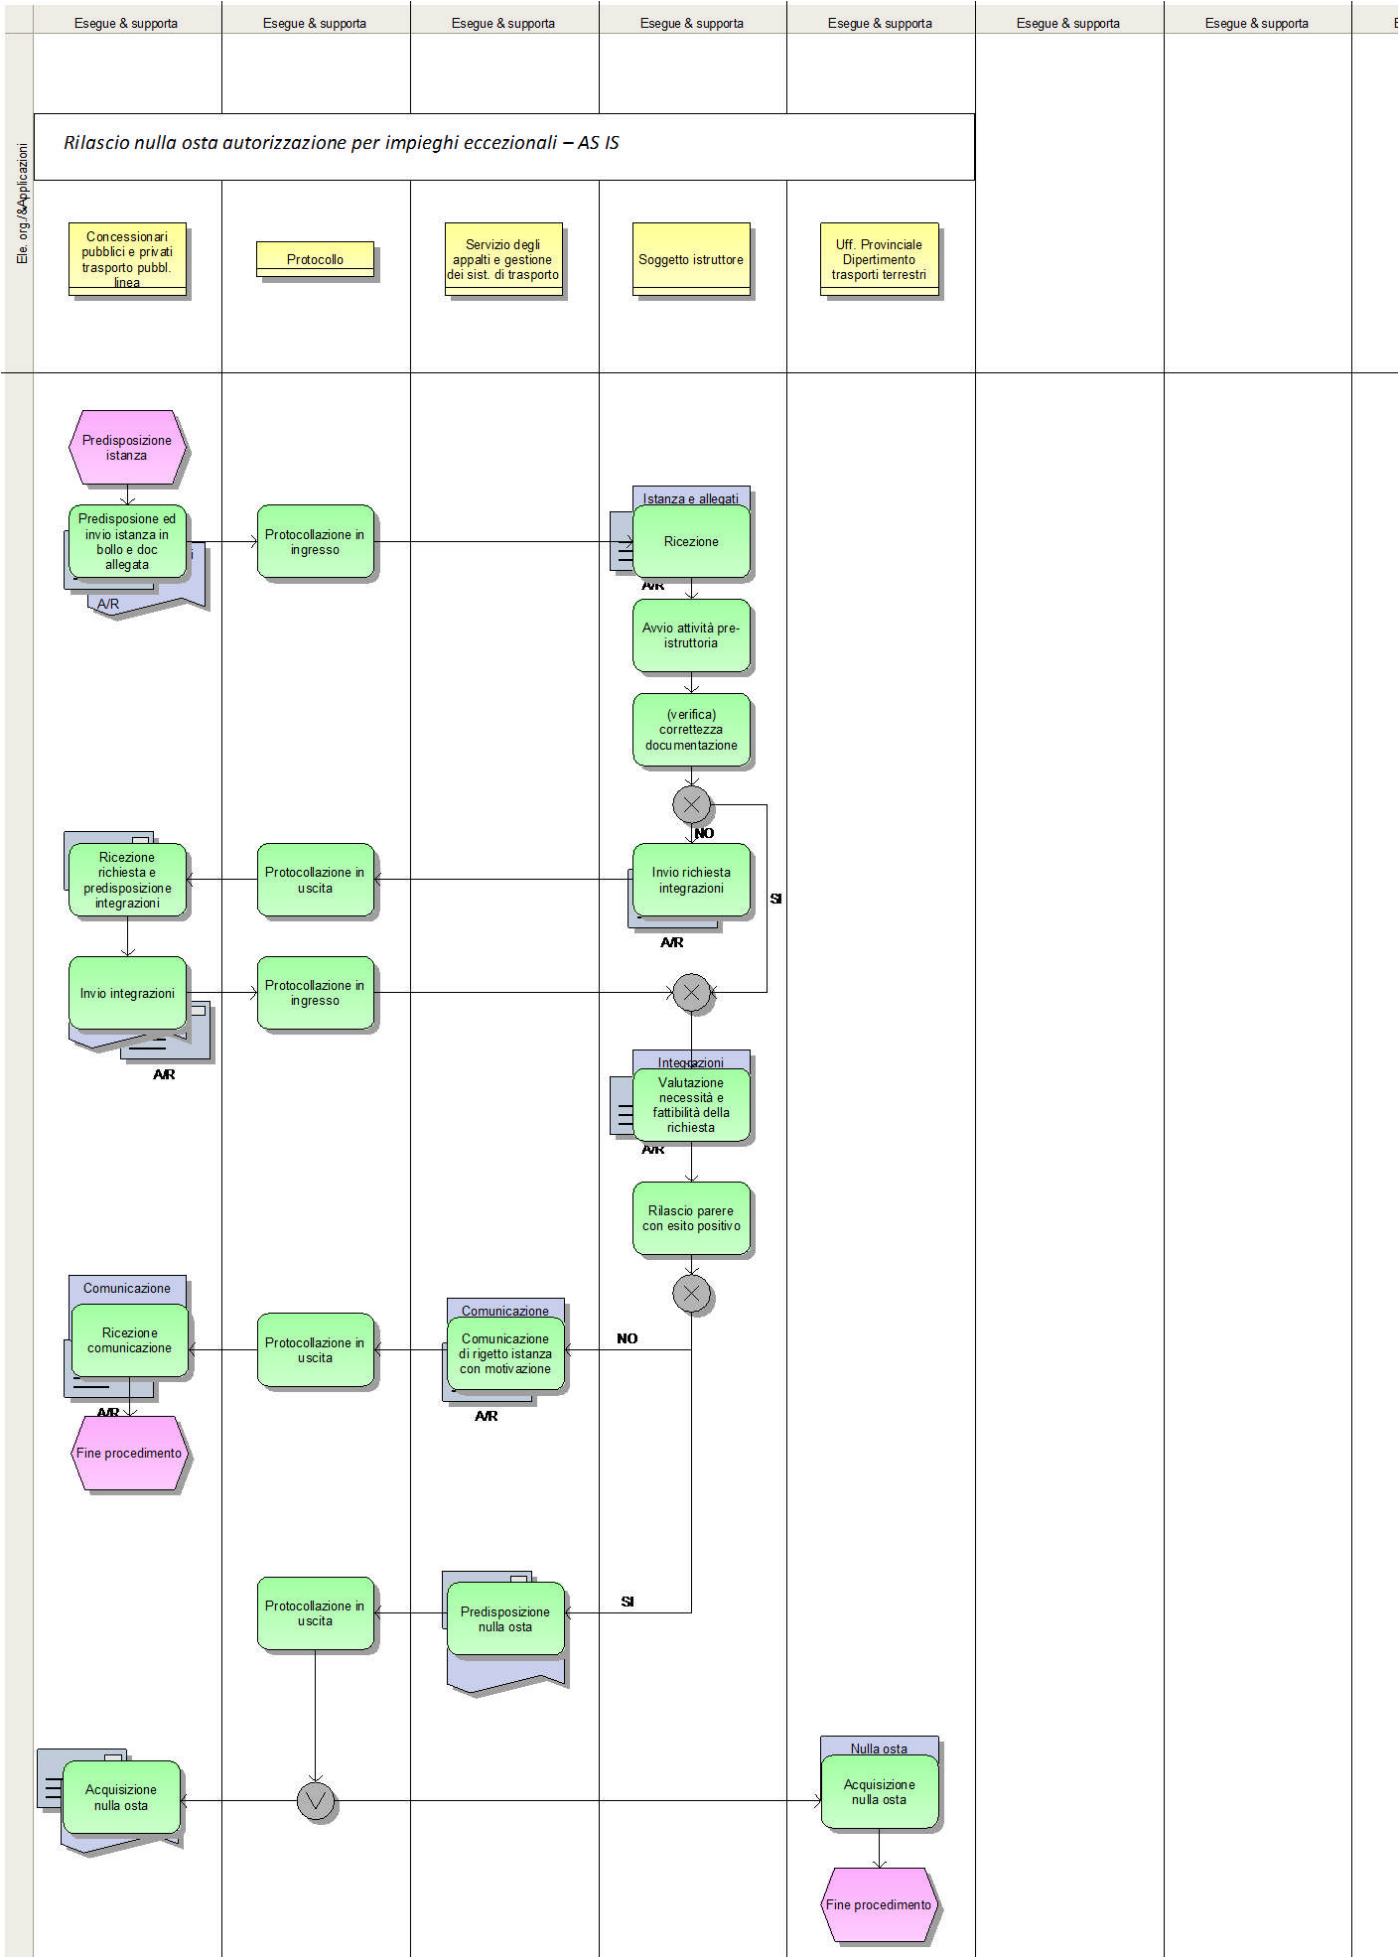 Esegue & supporta
Esegue & supporta
Esegue & supporta
Esegue & supporta
Esegue & supporta
Esegue & supporta
Esegue & supporta
Ele. org./&Applicazioni
Rilascio nulla osta autorizzazione per impieghi eccezionali – AS IS
Concessionari
pubblici e privati
trasporto pubbl.
linea
Protocollo
Servizio degli
appalti e gestione
dei sist. di trasporto
Soggetto istruttore
Uff. Provinciale
Dipertimento
trasporti terrestri
Predisposizione
istanza
Predisposione ed
invio istanza in
bollo e doc
allegata
A/R
Protocollazione in
ingresso
Istanza e allegati
Ricezione
A/R
Avvio attività pre-
istruttoria
(verifica)
correttezza
documentazione
NO
SI
Ricezione
richiesta e
predisposizione
integrazioni
Protocollazione in
uscita
Invio richiesta
integrazioni
A/R
Invio integrazioni
A/R
Protocollazione in
ingresso
Integrazioni
Valutazione
necessità e
fattibilità della
richiesta
A/R
Rilascio parere
con esito positivo
Comunicazione
Ricezione
comunicazione
A/R
Protocollazione in
uscita
Comunicazione
Comunicazione
di rigetto istanza
con motivazione
A/R
NO
Fine procedimento
Protocollazione in
uscita
Predisposizione
nulla osta
SI
Acquisizione
nulla osta
Nulla osta
Acquisizione
nulla osta
Fine procedimento